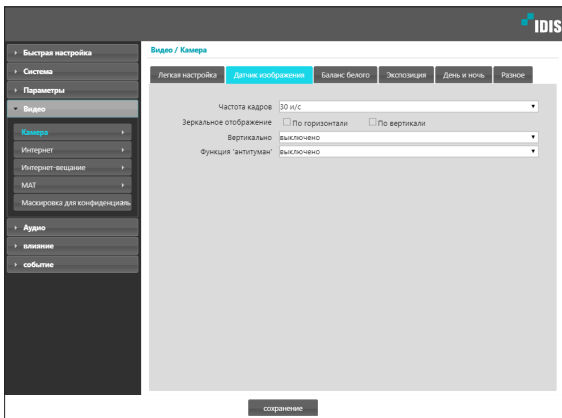 IDIS
Быстрая настройка
Система
Параметры
Видео
Камера
Интернет
Интернет-вещание
МАТ
Маскировка для конфиденциаль
Аудио
влияние
событие
Видео / Камера
Легкая настройка Датчик изображения Баланс белого Экспозиция День и ночь Разное
Частота кадров 30 и/с
Зеркальное отображение По горизонтали По вертикали
Вертикально выключено
Функция 'антитуман' выключено
сохранение